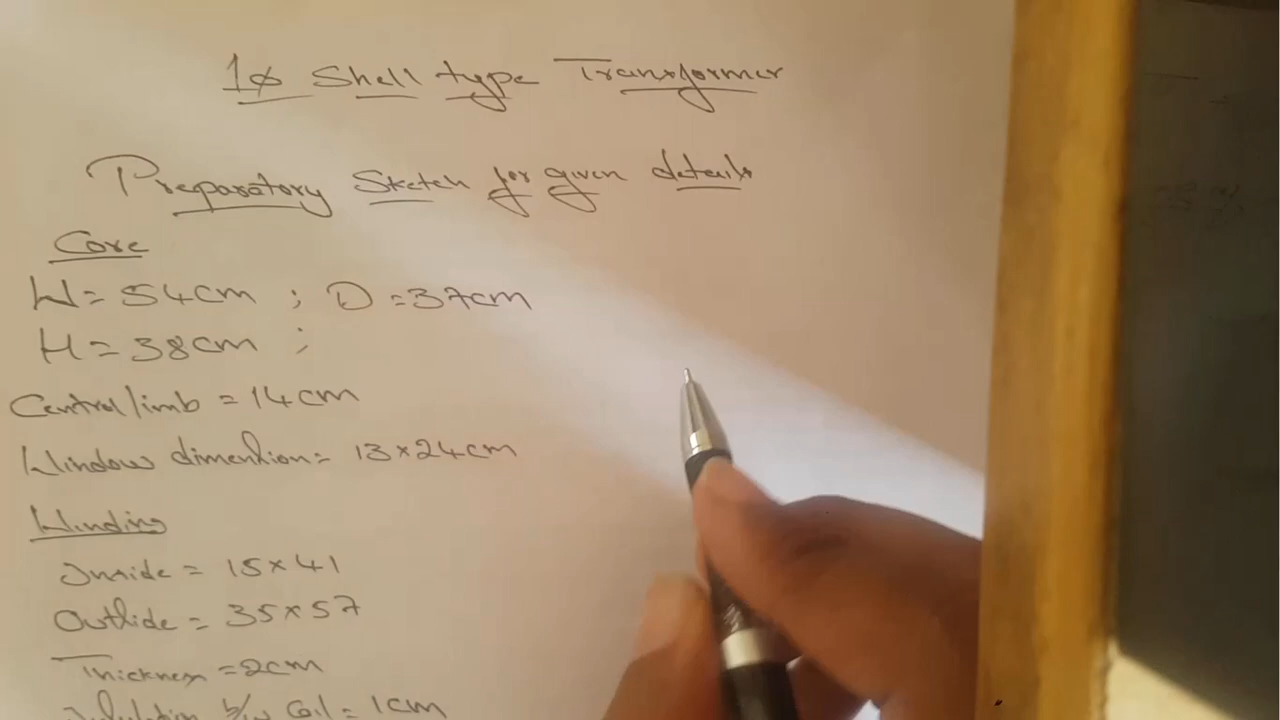 1ϕ Shell type Transformer
Preparatory Sketch for given details
Core
W = 54cm ; D = 37cm
H = 38cm ;
Central limb = 14cm
Window dimension = 13×24cm
Winding
Inside = 15×41
Outside = 35×57
Thickness = 2cm
Insulation b/w Coil = 1cm